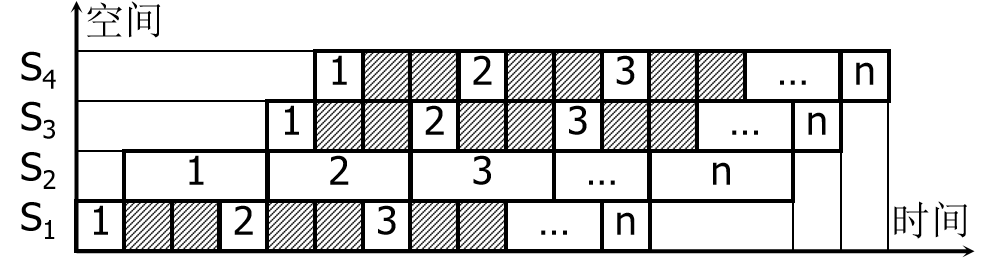 空间
S4 1 2 3 ... n
S3 1 2 3 ... n
S2 1 2 3 ... n
S1 1 2 3 ... n
时间